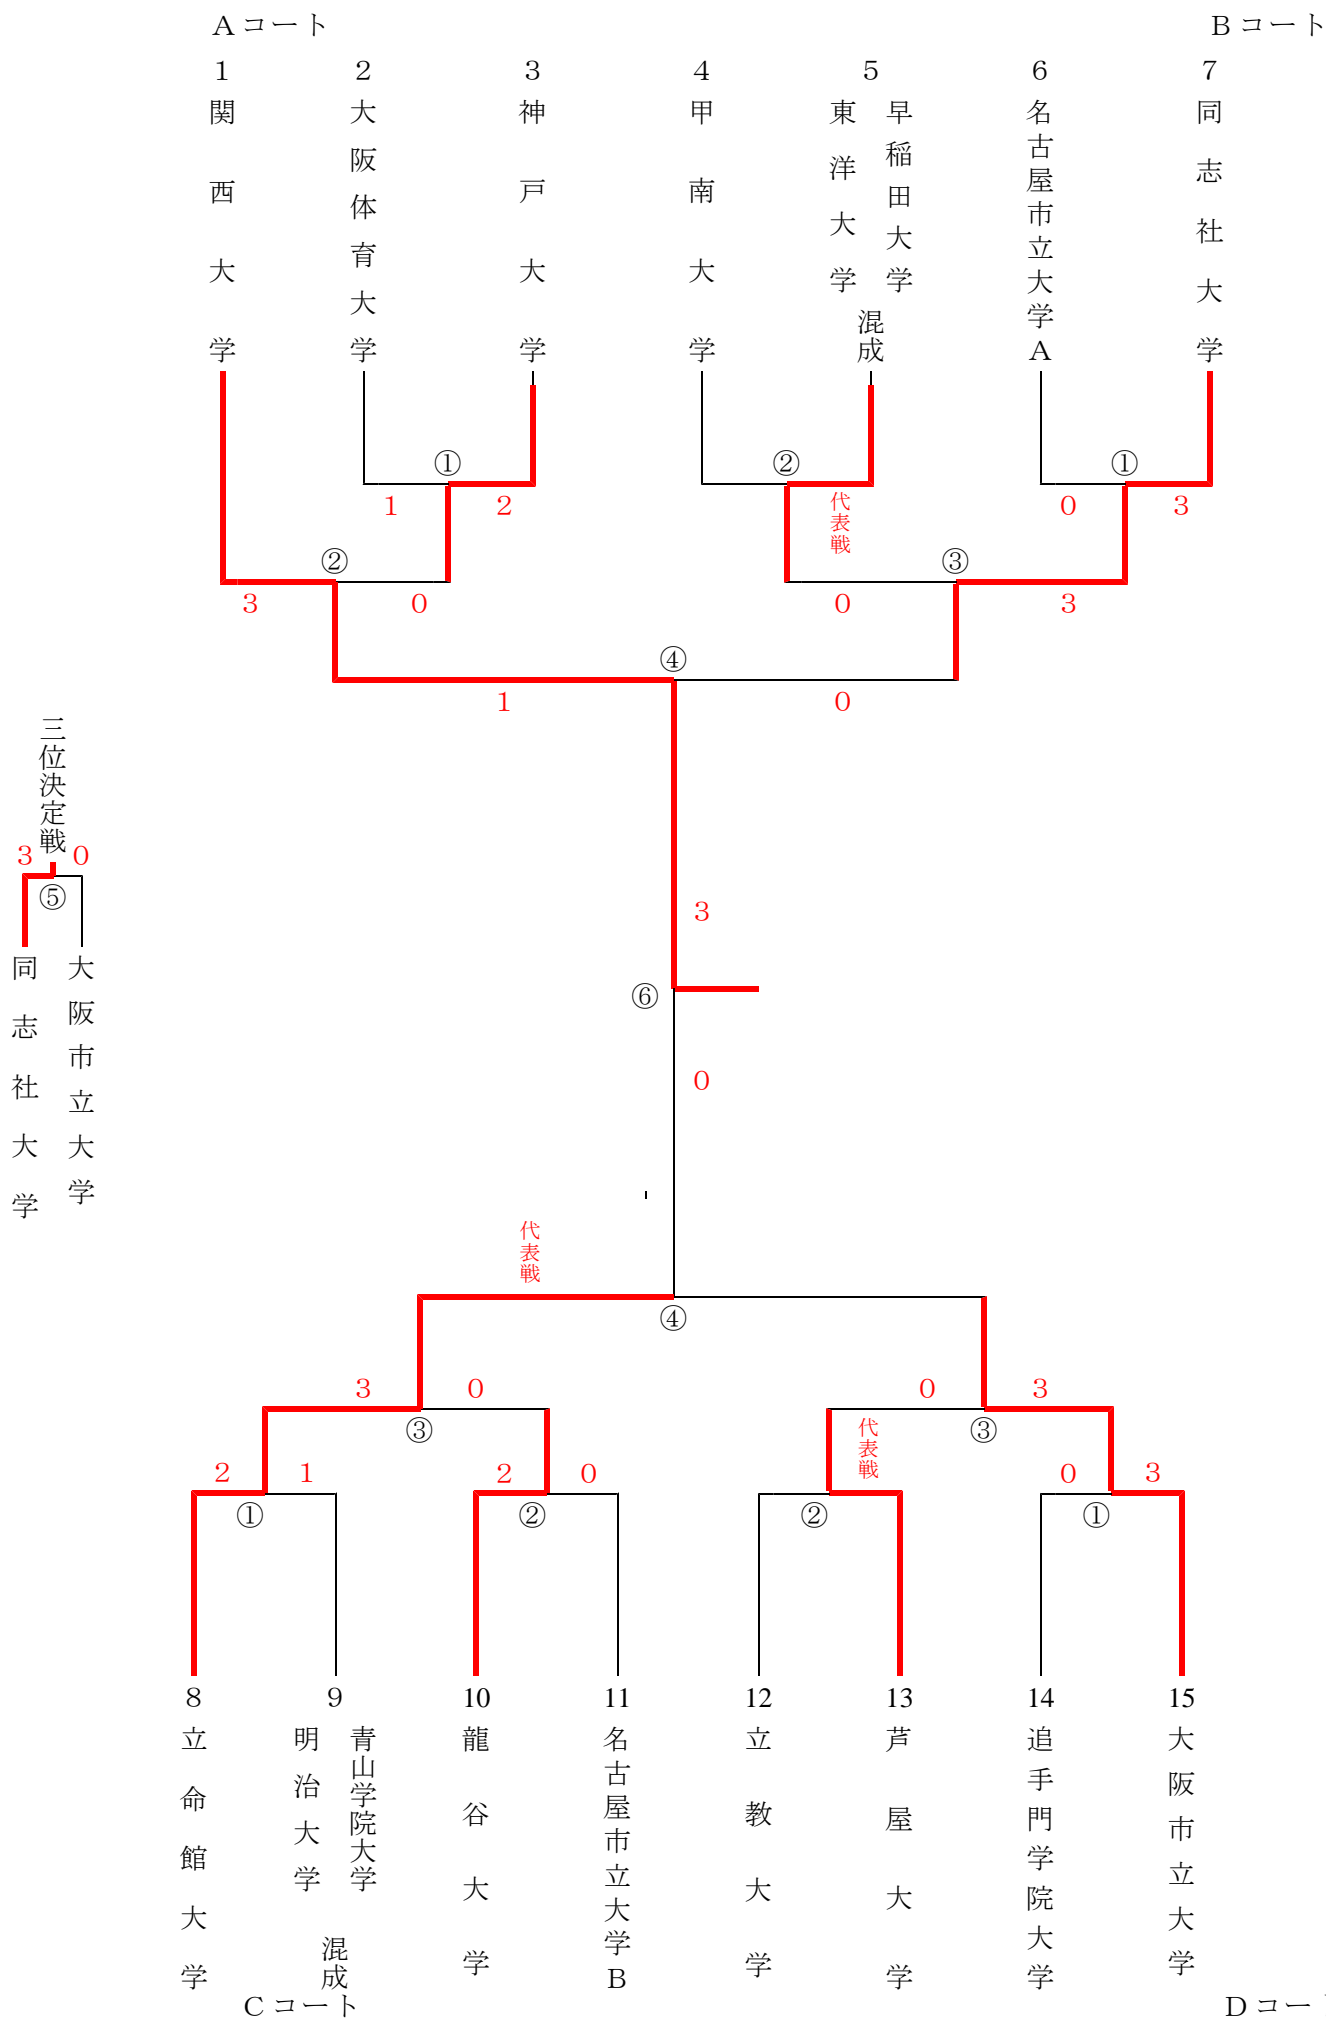 Aコート
Bコート
1
2
3
4
5
6
7
関西大学
大阪体育大学
神戸大学
甲南大学
早稲田大学
東洋大学
混成
名古屋市立大学A
同志社大学
①
②
①
1
2
代表戦
0
3
②
③
3
0
0
3
④
1
0
三位決定戦
3
0
⑤
同志社大学
大阪市立大学
3
⑥
0
代表戦
④
3
0
0
3
③
③
代表戦
2
1
2
0
0
3
①
②
②
①
8
9
10
11
12
13
14
15
立命館大学
青山学院大学
明治大学
混成
龍谷大学
名古屋市立大学B
立教大学
芦屋大学
追手門学院大学
大阪市立大学
Cコート
Dコー